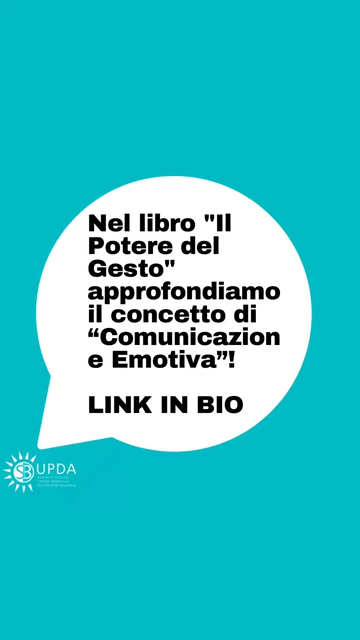 Nel libro "Il
Potere del
Gesto"
approfondiamo
il concetto di
“Comunicazion
e Emotiva”!
LINK IN BIO
UPDA